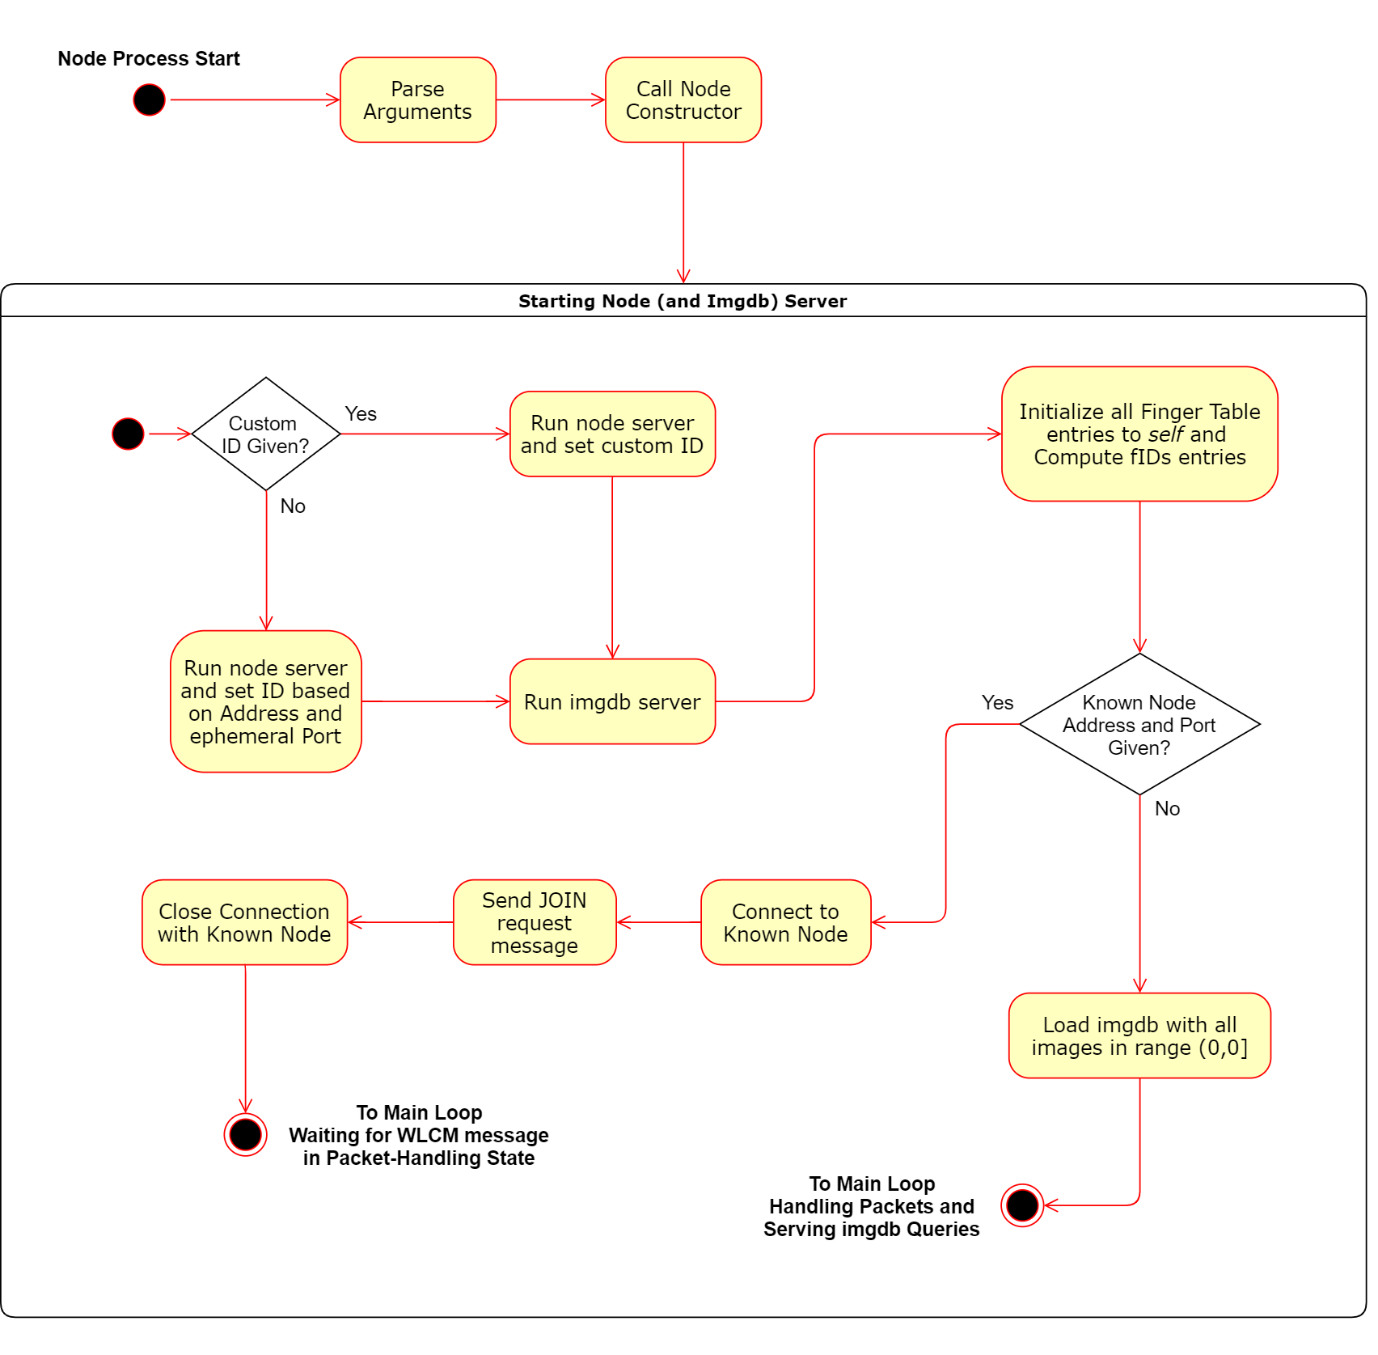 Node Process Start
Parse
Arguments
Call Node
Constructor
Starting Node (and Imgdb) Server
Custom
ID Given?
Yes
No
Run node server
and set custom ID
Initialize all Finger Table
entries to self and
Compute fIDs entries
Run node server
and set ID based
on Address and
ephemeral Port
Run imgdb server
Known Node
Address and Port
Given?
Yes
No
Connect to
Known Node
Send JOIN
request
message
Close Connection
with Known Node
Load imgdb with all
images in range (0,0]
To Main Loop
Waiting for WLCM message
in Packet-Handling State
To Main Loop
Handling Packets and
Serving imgdb Queries